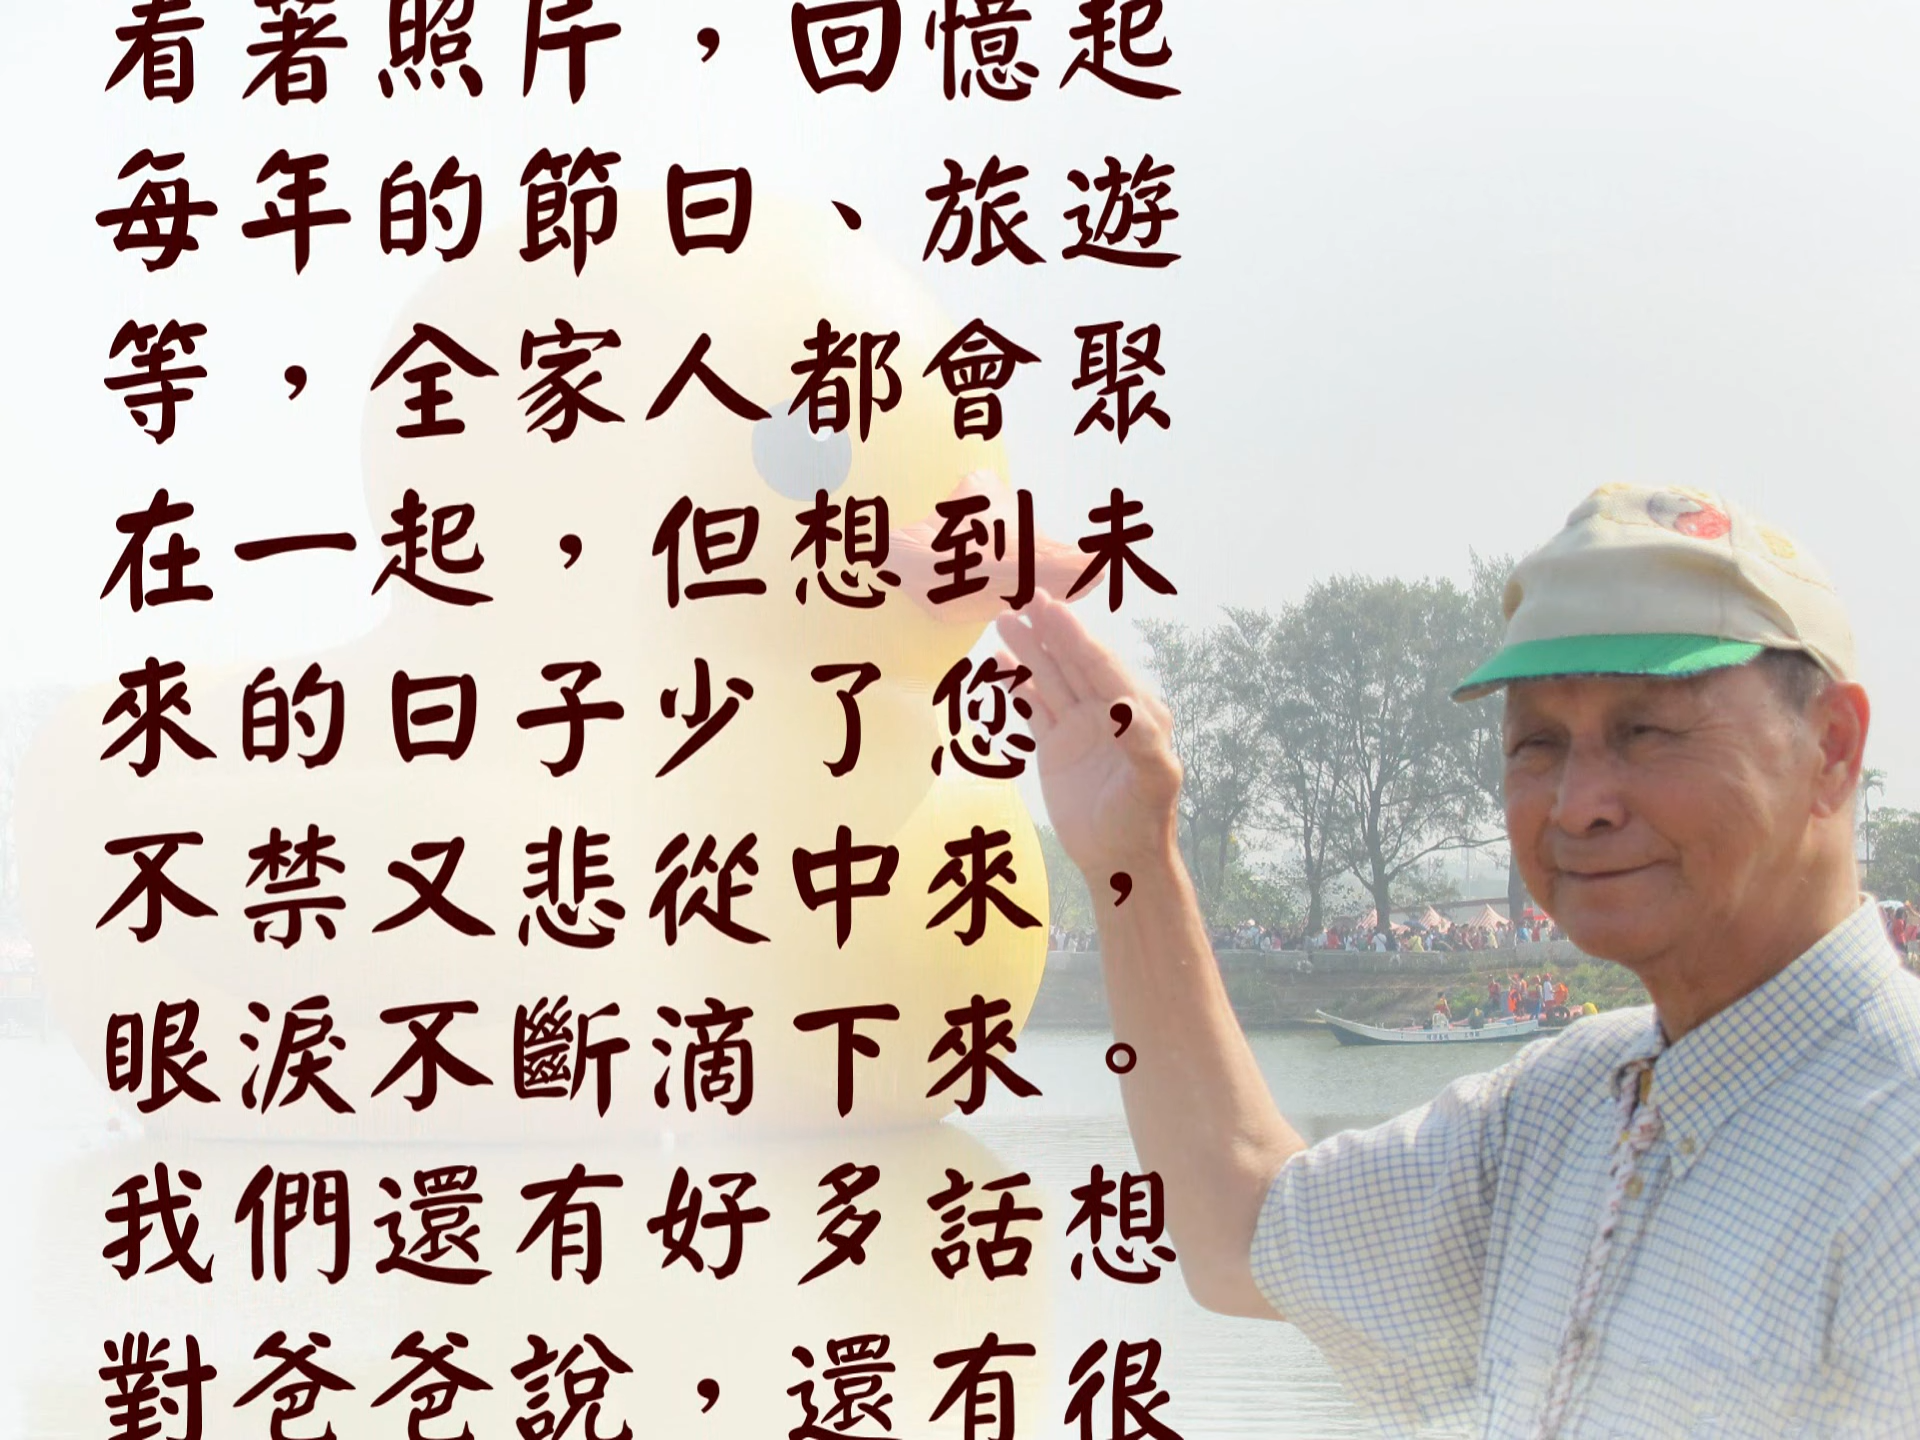 看著照片，回憶起
每年的節日、旅遊
等，全家人都會聚
在一起，但想到未
來的日子少了您，
不禁又悲從中來，
眼淚不斷滴下來。
我們還有好多話想
對爸爸說，還有很